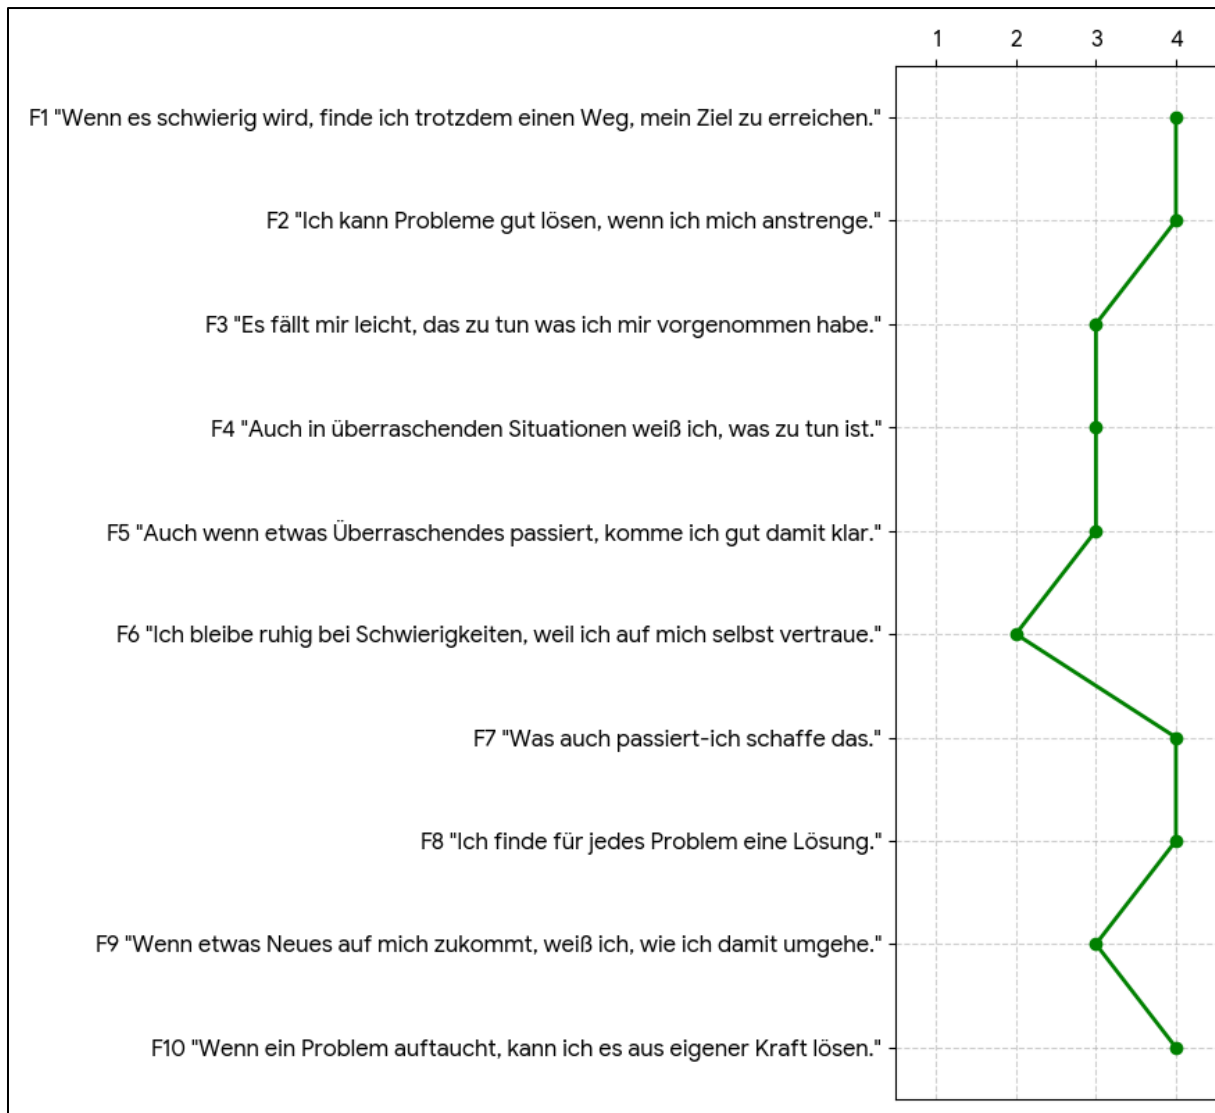 1 2 3 4
F1 "Wenn es schwierig wird, finde ich trotzdem einen Weg, mein Ziel zu erreichen."
F2 "Ich kann Probleme gut lösen, wenn ich mich anstrenge."
F3 "Es fällt mir leicht, das zu tun was ich mir vorgenommen habe."
F4 "Auch in überraschenden Situationen weiß ich, was zu tun ist."
F5 "Auch wenn etwas Überraschendes passiert, komme ich gut damit klar."
F6 "Ich bleibe ruhig bei Schwierigkeiten, weil ich auf mich selbst vertraue."
F7 "Was auch passiert-ich schaffe das."
F8 "Ich finde für jedes Problem eine Lösung."
F9 "Wenn etwas Neues auf mich zukommt, weiß ich, wie ich damit umgehe."
F10 "Wenn ein Problem auftaucht, kann ich es aus eigener Kraft lösen."